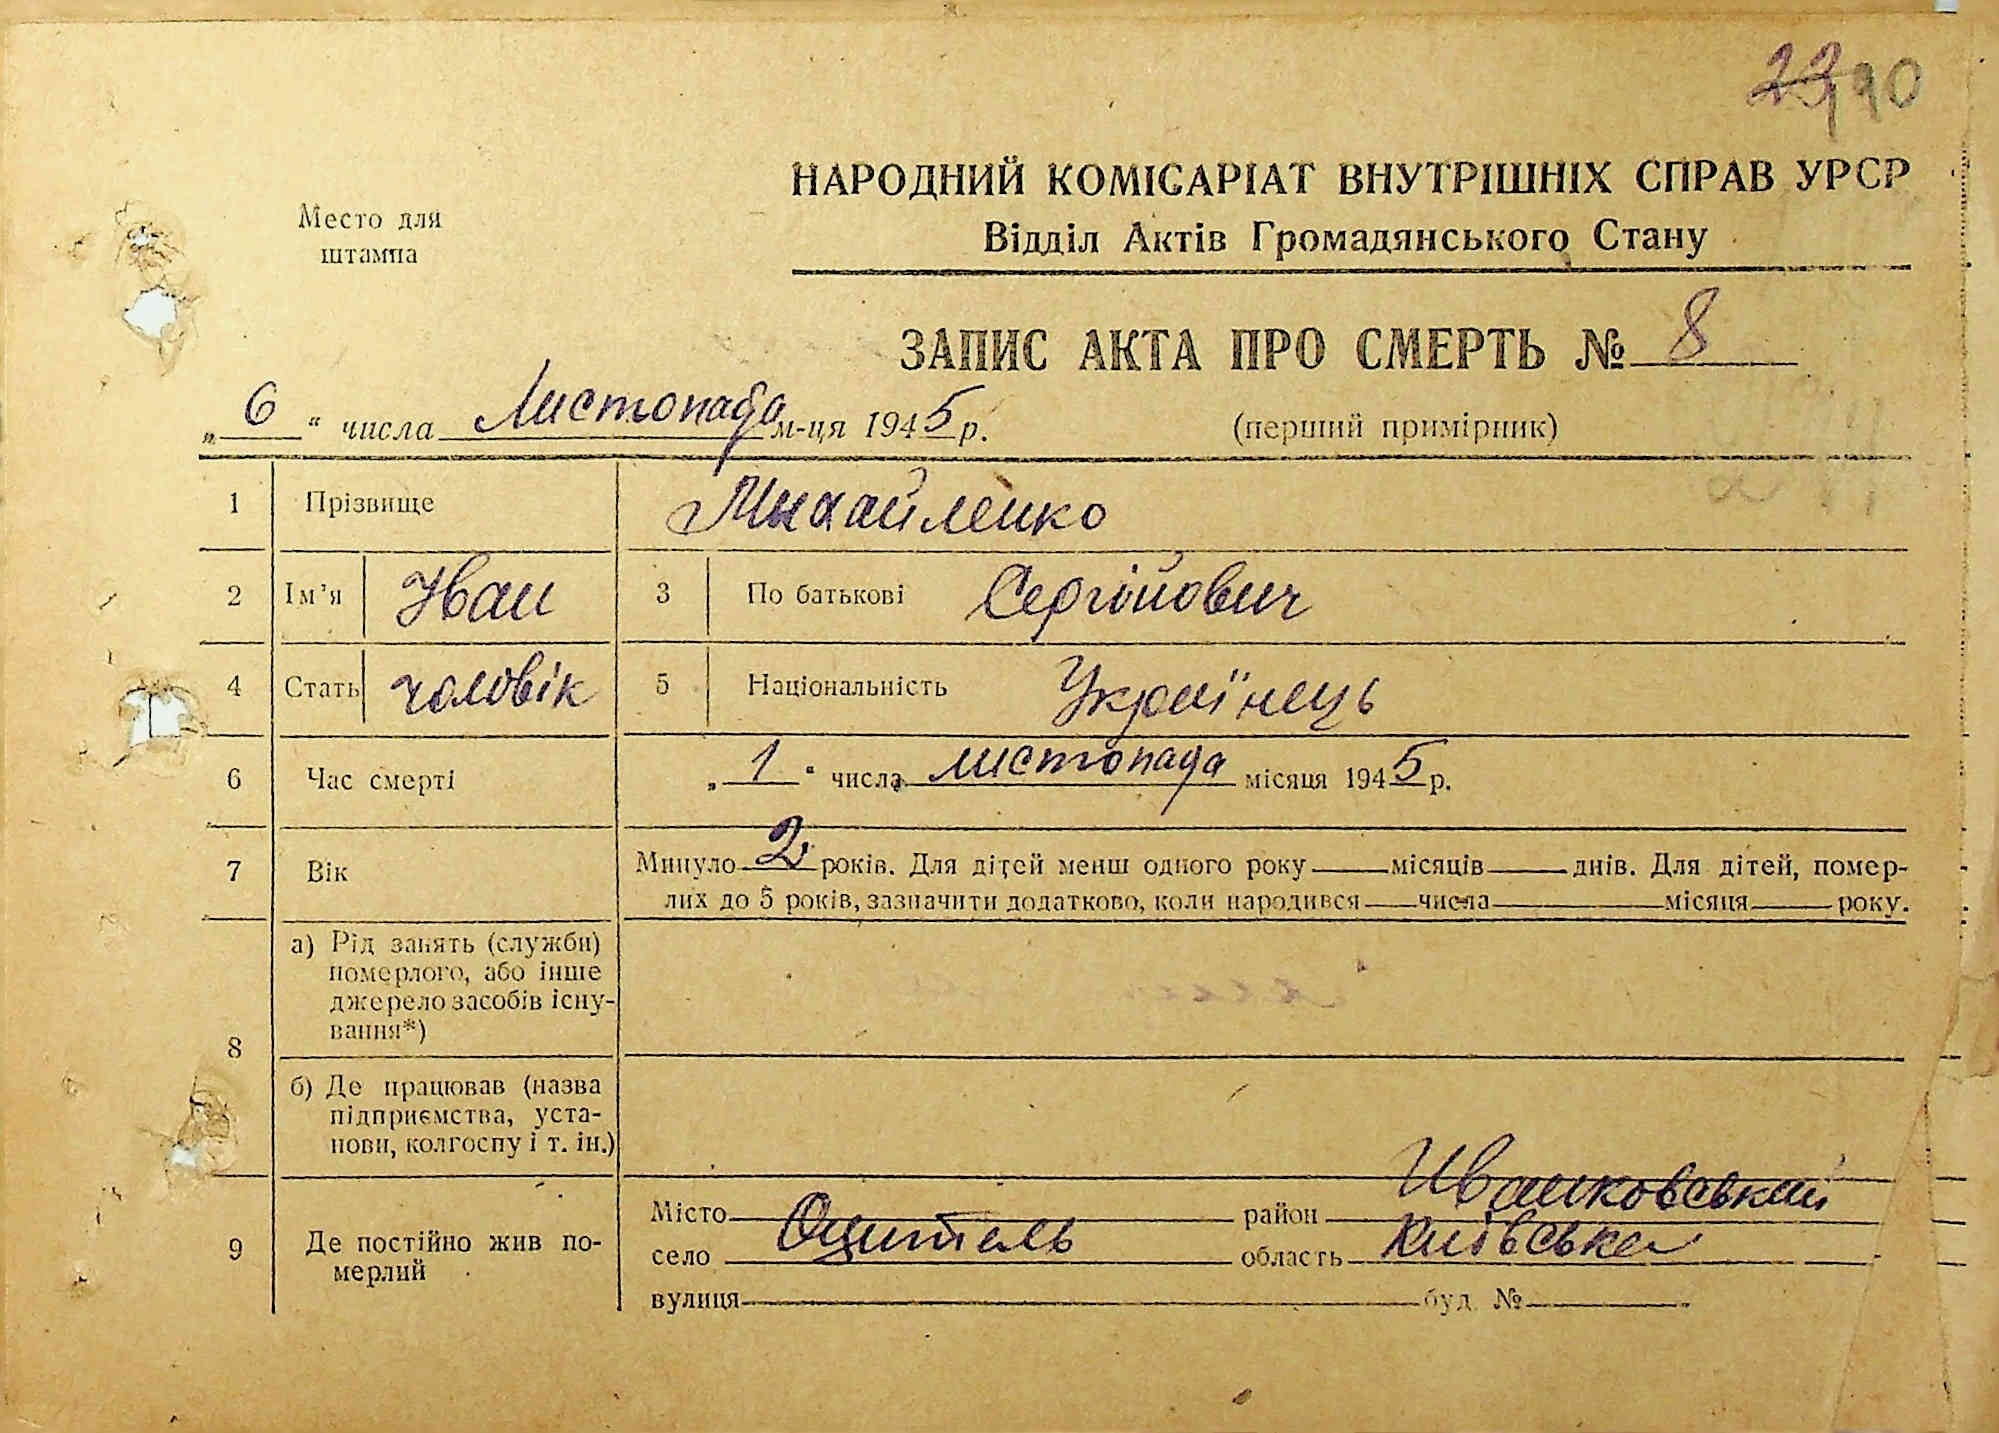 90
НАРОДНИЙ КОМІСАРІАТ ВНУТРІШНІХ СПРАВ УРСР
Место для штампа
Відділ Актів Громадянського Стану
ЗАПИС АКТА ПРО СМЕРТЬ № 8
„6“ числа Листопада м-ця 1945 р. (перший примірник)
1 Прізвище Михайленко
2 Ім’я Іван 3 По батькові Сергійович
4 Стать чоловік 5 Національність Українець
6 Час смерті „1“ числа листопада місяця 1945 р.
7 Вік Минуло 2 років. Для дітей менш одного року місяців днів. Для дітей, помер-
лих до 5 років, зазначити додатково, коли народився числа місяця року.
8 а) Рід занять (служби)
померлого, або інше
джерело засобів існу-
вання*)
б) Де працював (назва
підприємства, уста-
нови, колгоспу і т. ін.)
9 Де постійно жив по-
мерлий
Місто район Иванковський
село Оцитель область Київська
вулиця буд. №